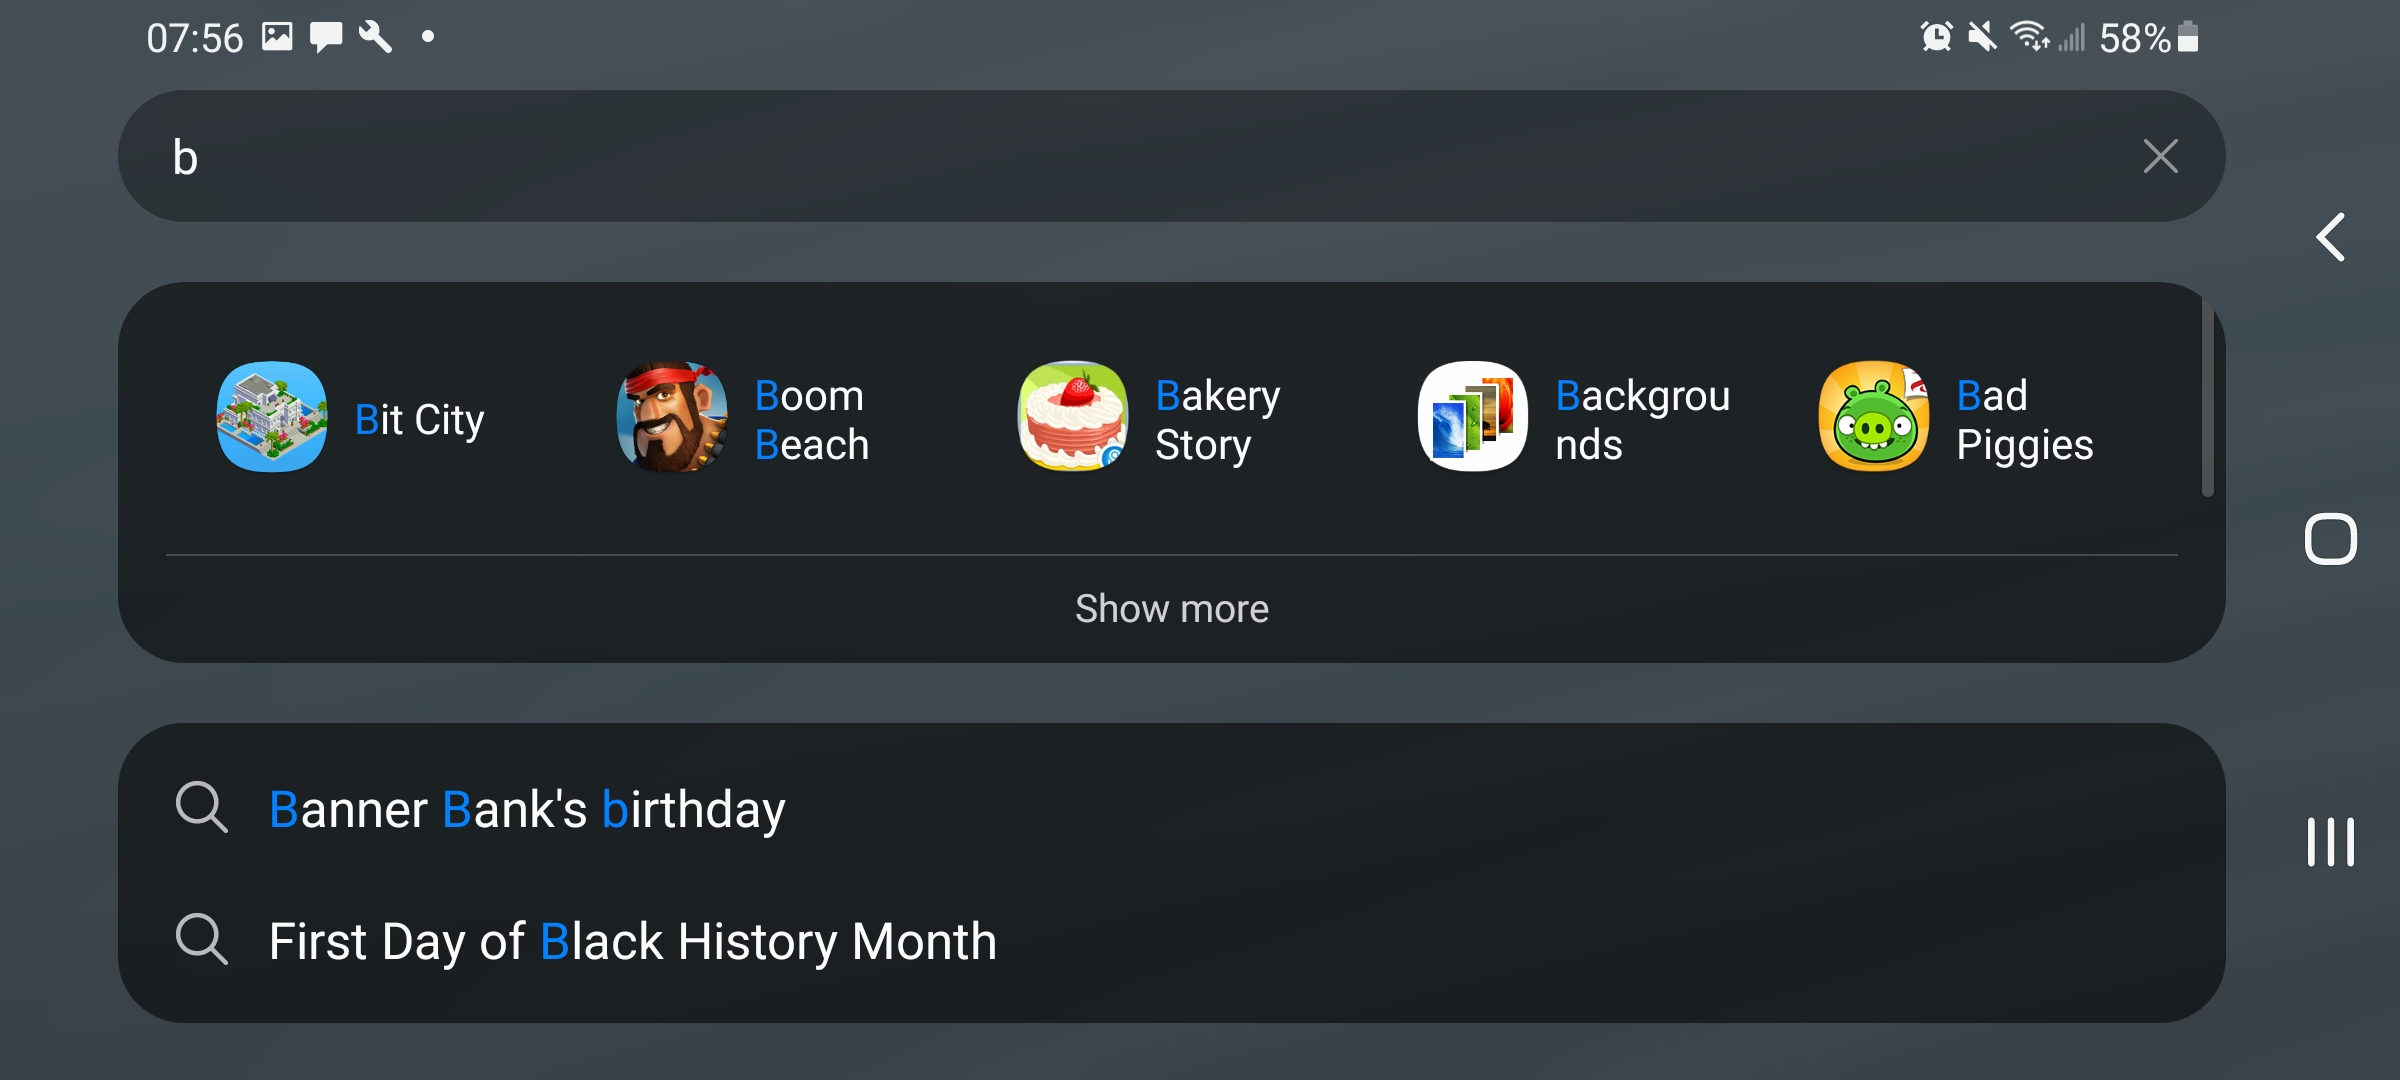 07:56 58%
b
Bit City
Boom
Beach
Bakery
Story
Backgrou
nds
Bad
Piggies
Show more
Banner Bank's birthday
First Day of Black History Month